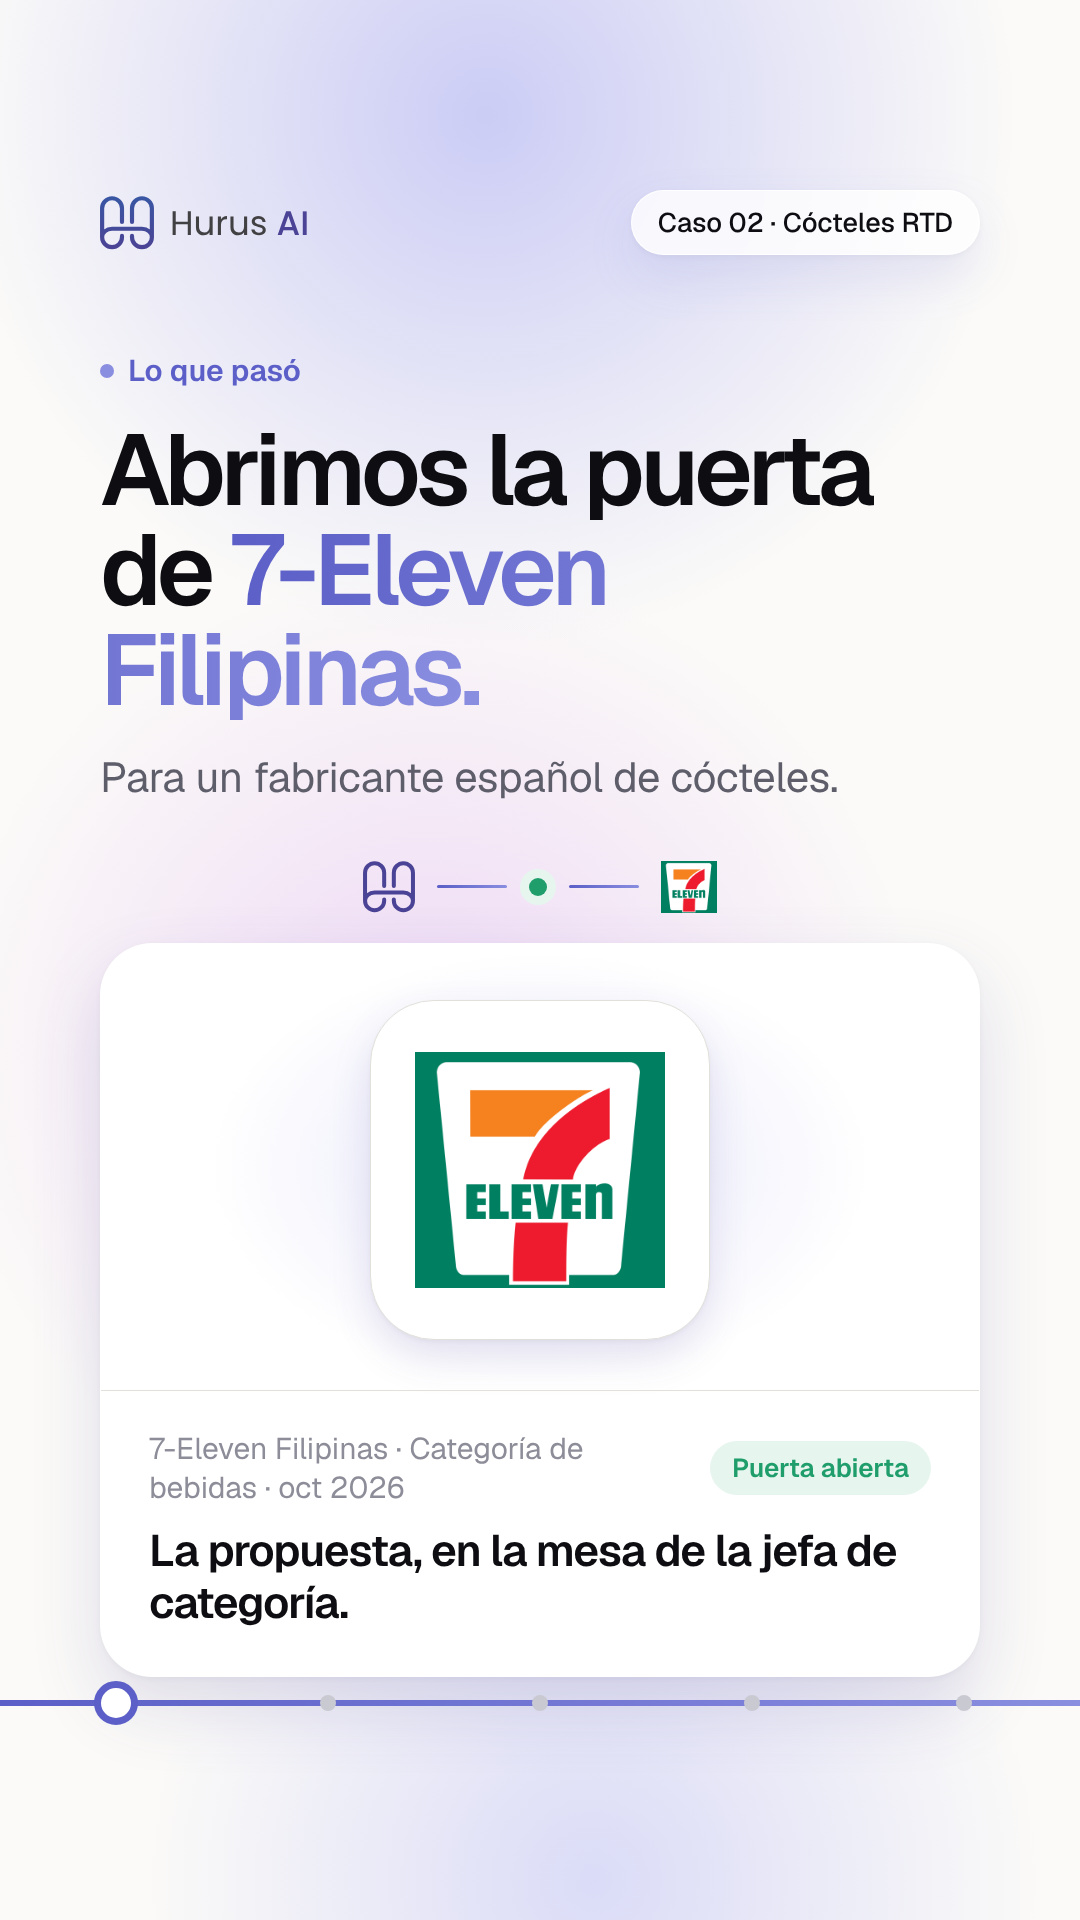 Hurus AI
Caso 02 · Cócteles RTD
Lo que pasó
Abrimos la puerta
de 7-Eleven
Filipinas.
Para un fabricante español de cócteles.
7
ELEVEN
7
ELEVEn
7-Eleven Filipinas · Categoría de
bebidas · oct 2026
Puerta abierta
La propuesta, en la mesa de la jefa de
categoría.